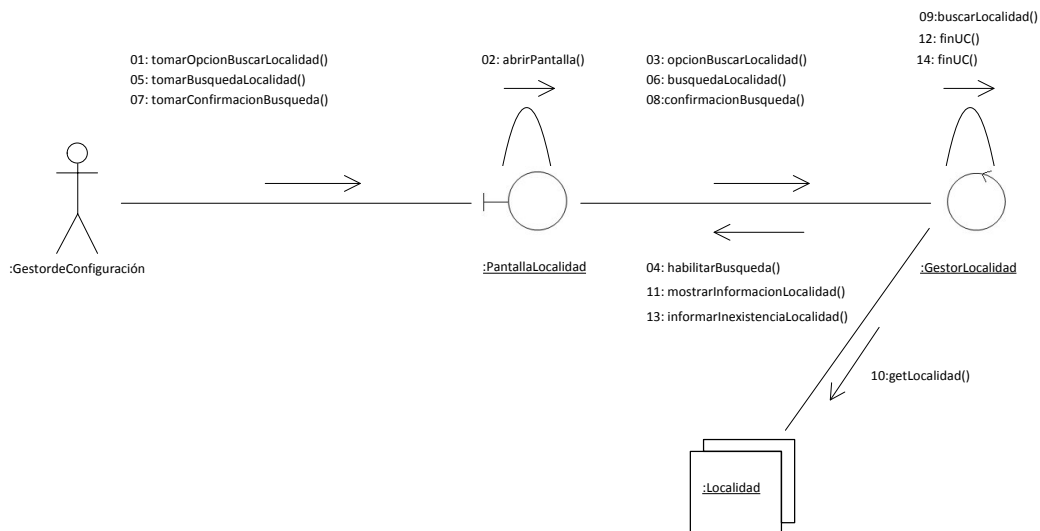 09:buscarLocalidad()
12: finUC()
14: finUC()
01: tomarOpcionBuscarLocalidad()
05: tomarBusquedaLocalidad()
07: tomarConfirmacionBusqueda()
02: abrirPantalla()
03: opcionBuscarLocalidad()
06: busquedaLocalidad()
08:confirmacionBusqueda()
:GestordeConfiguración
:PantallaLocalidad
04: habilitarBusqueda()
11: mostrarInformacionLocalidad()
13: informarInexistenciaLocalidad()
:GestorLocalidad
10:getLocalidad()
:Localidad